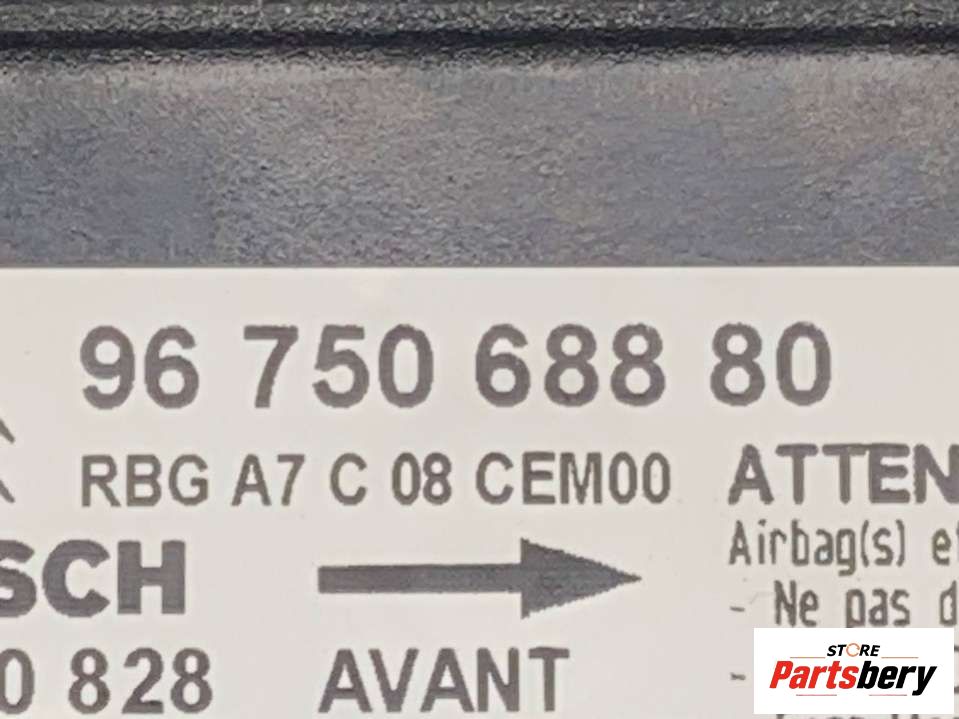 96 750 688 80
RBG A7 C 08 CEM00
ATTEN
SCH
Airbag(s) e
- Ne pas d
0 828
AVANT
-
STORE
Partsbery